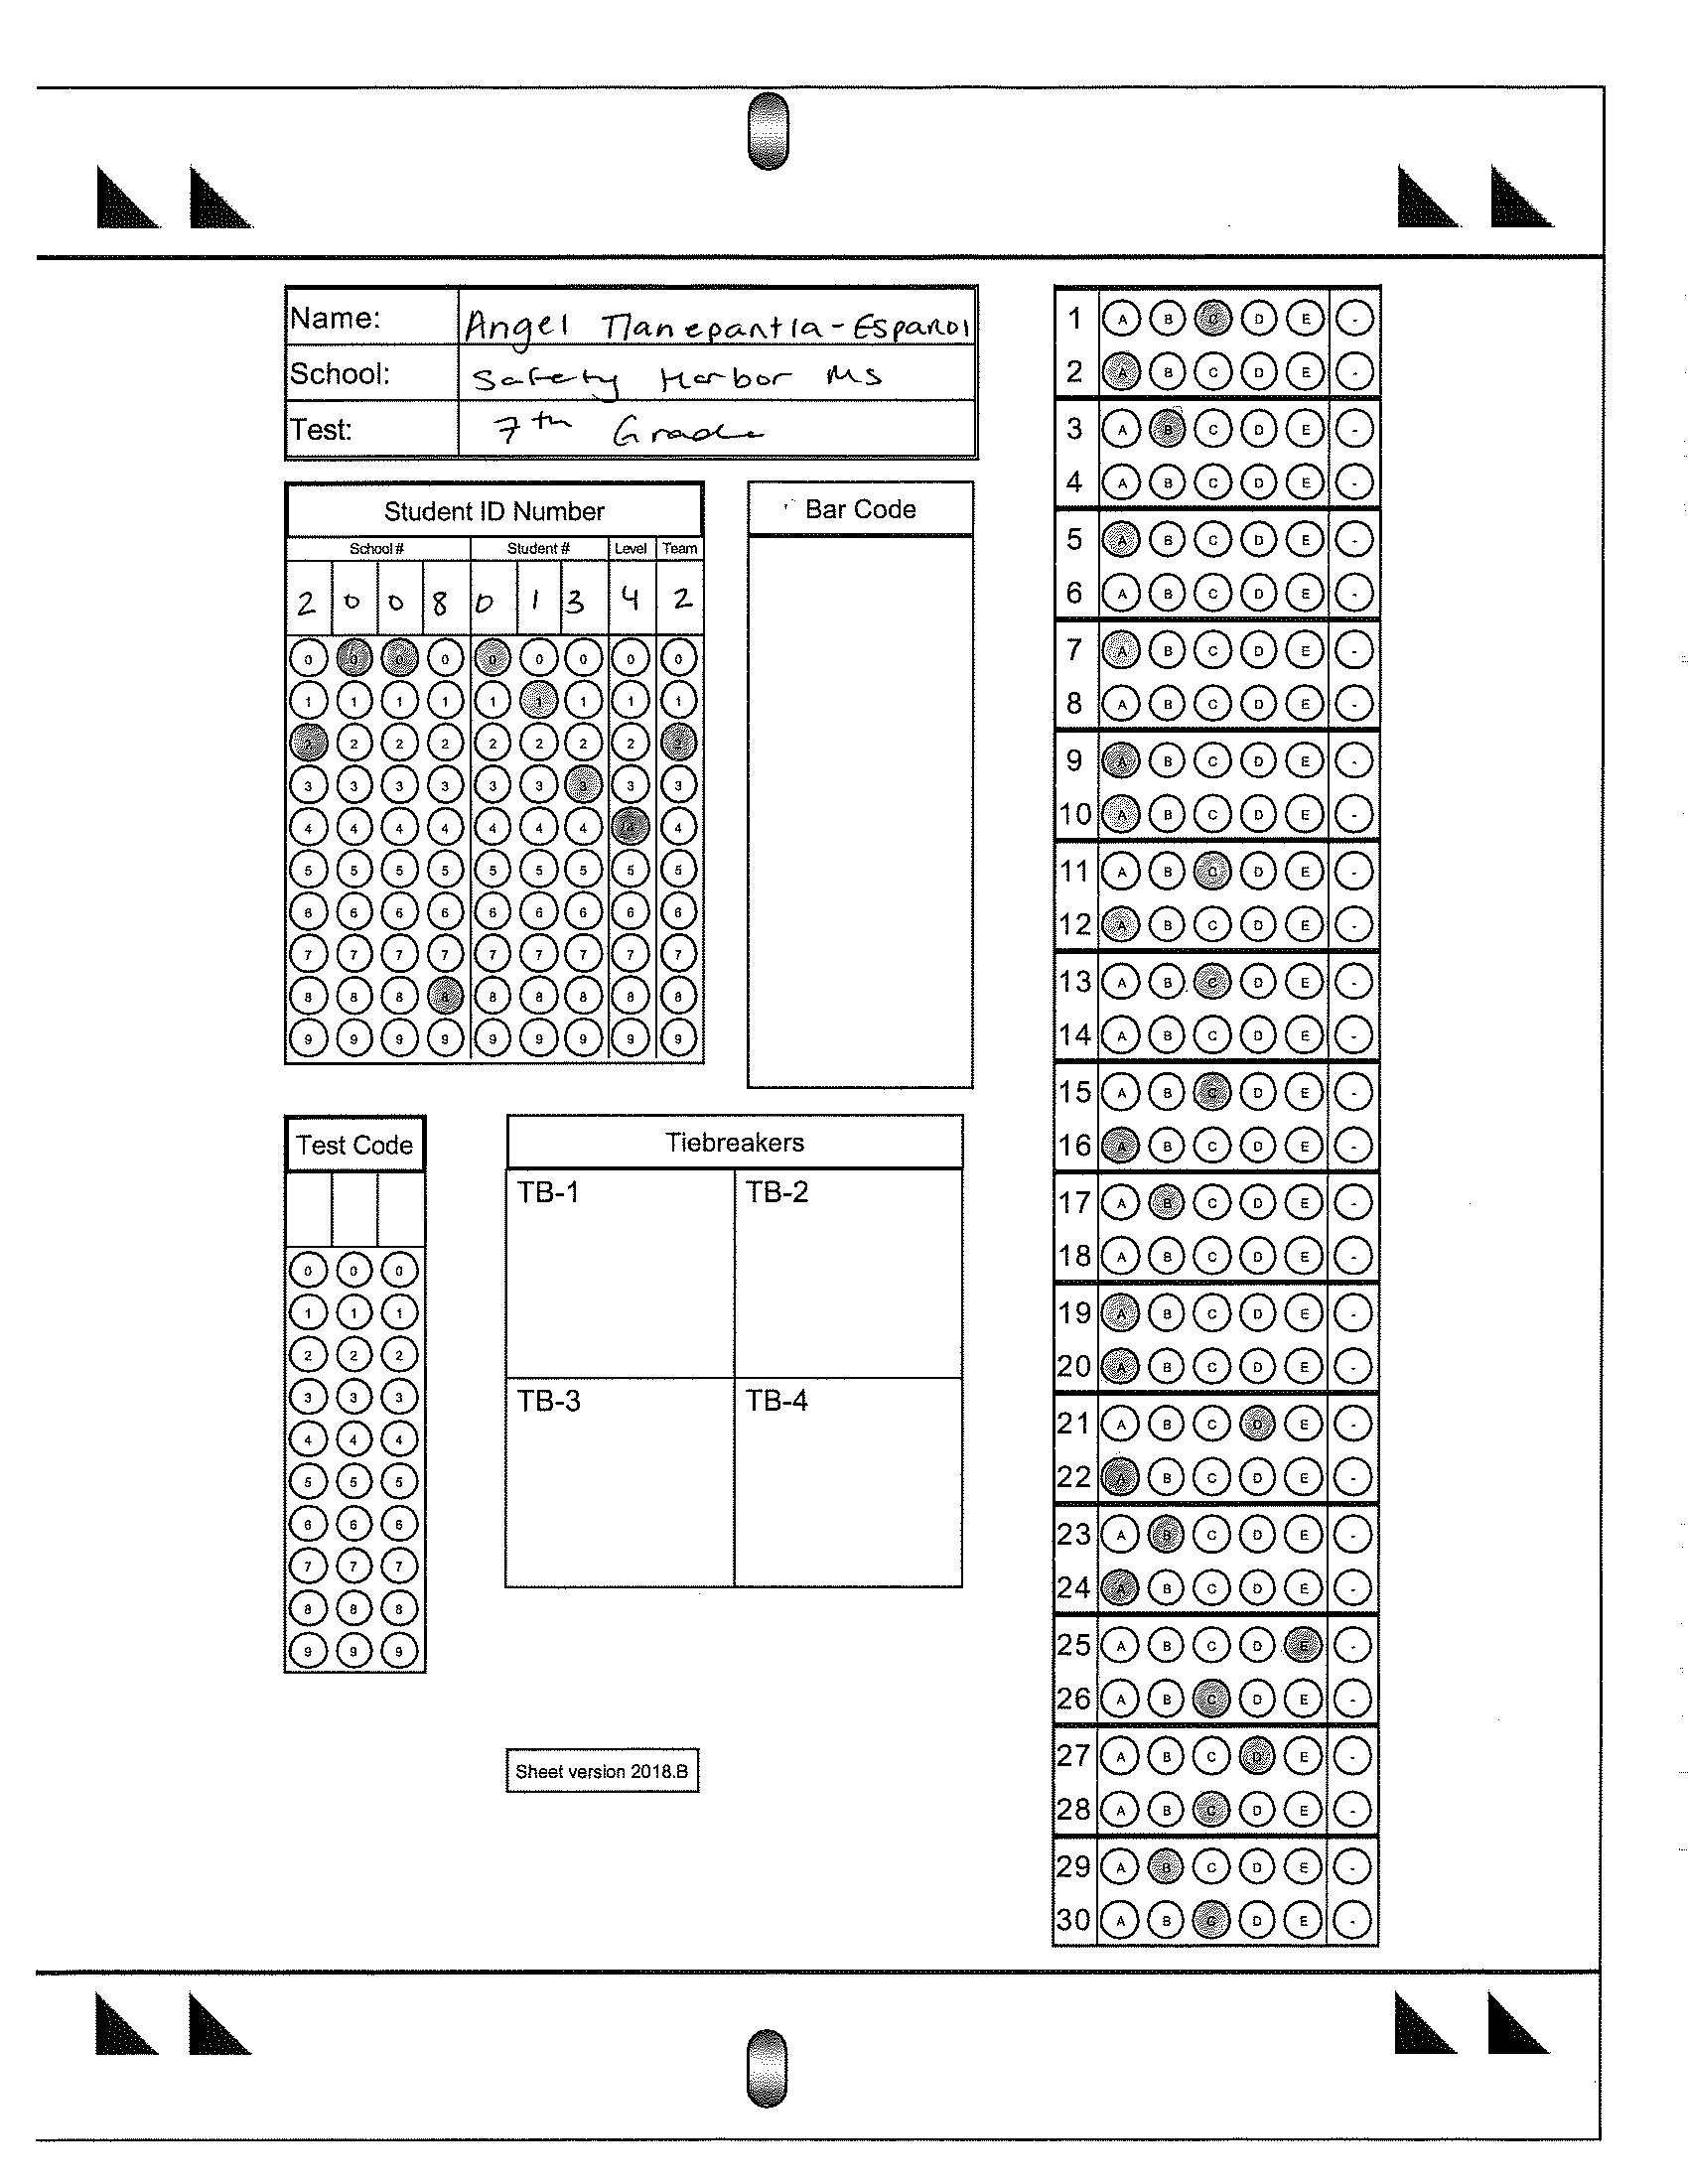 Name: Angel Tlanepantla-Espanol
School: Safety Harbor MS
Test: 7th Grade
Student ID Number
School # Student # Level Team
2 0 0 8 0 1 3 4 2
0 0 0 0 0 0 0 0 0
1 1 1 1 1 1 1 1 1
2 2 2 2 2 2 2 2 2
3 3 3 3 3 3 3 3 3
4 4 4 4 4 4 4 4 4
5 5 5 5 5 5 5 5 5
6 6 6 6 6 6 6 6 6
7 7 7 7 7 7 7 7 7
8 8 8 8 8 8 8 8 8
9 9 9 9 9 9 9 9 9
Bar Code
Test Code
0 0 0
1 1 1
2 2 2
3 3 3
4 4 4
5 5 5
6 6 6
7 7 7
8 8 8
9 9 9
Tiebreakers
TB-1 TB-2
TB-3 TB-4
Sheet version 2018.B
1 A B C D E -
2 A B C D E -
3 A B C D E -
4 A B C D E -
5 A B C D E -
6 A B C D E -
7 A B C D E -
8 A B C D E -
9 A B C D E -
10 A B C D E -
11 A B C D E -
12 A B C D E -
13 A B C D E -
14 A B C D E -
15 A B C D E -
16 A B C D E -
17 A B C D E -
18 A B C D E -
19 A B C D E -
20 A B C D E -
21 A B C D E -
22 A B C D E -
23 A B C D E -
24 A B C D E -
25 A B C D E -
26 A B C D E -
27 A B C D E -
28 A B C D E -
29 A B C D E -
30 A B C D E -